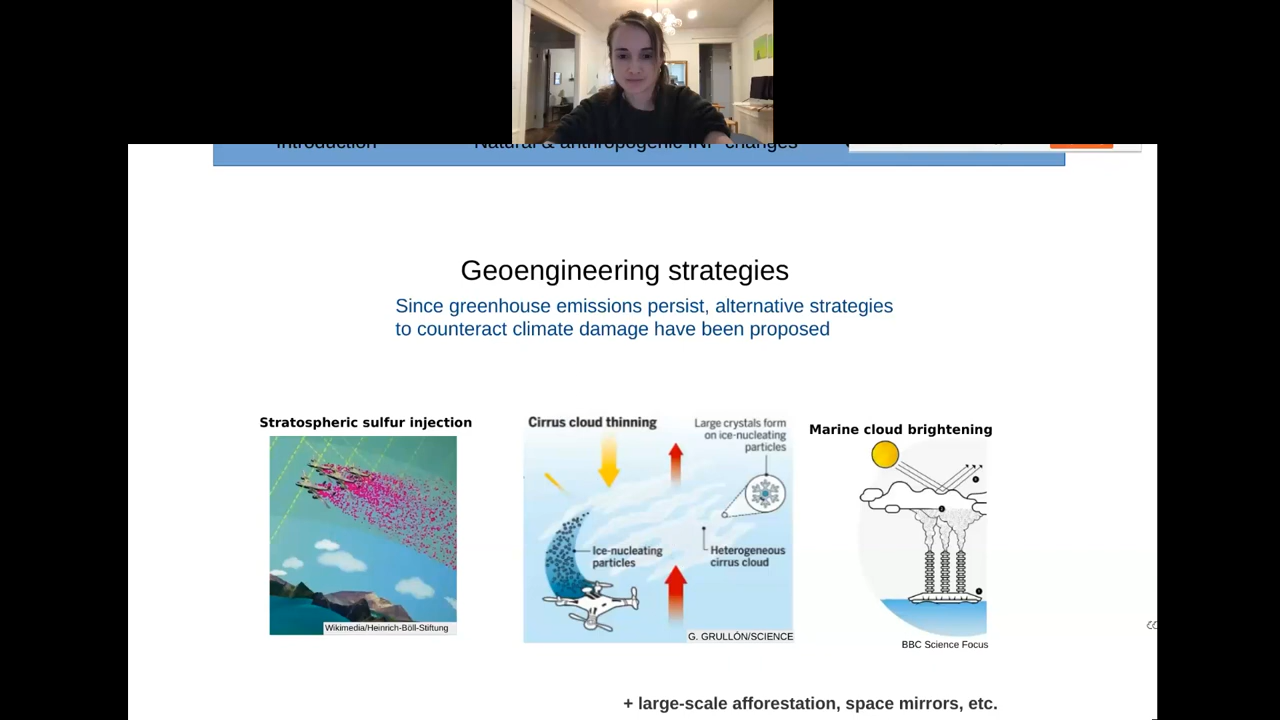 Introduction
Natural & anthropogenic INP changes
Geoengineering strategies
Since greenhouse emissions persist, alternative strategies
to counteract climate damage have been proposed
Stratospheric sulfur injection
Cirrus cloud thinning
Large crystals form
on ice-nucleating
particles
Marine cloud brightening
Ice-nucleating
particles
Heterogeneous
cirrus cloud
Wikimedia/Heinrich-Böll-Stiftung
G. GRULLÓN/SCIENCE
BBC Science Focus
+ large-scale afforestation, space mirrors, etc.